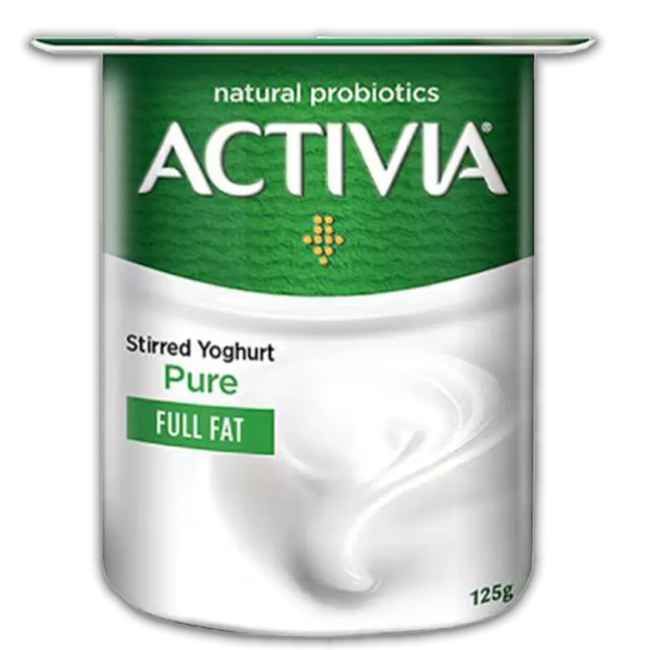 natural probiotics
ACTIVIA®
Stirred Yoghurt
Pure
FULL FAT
125g